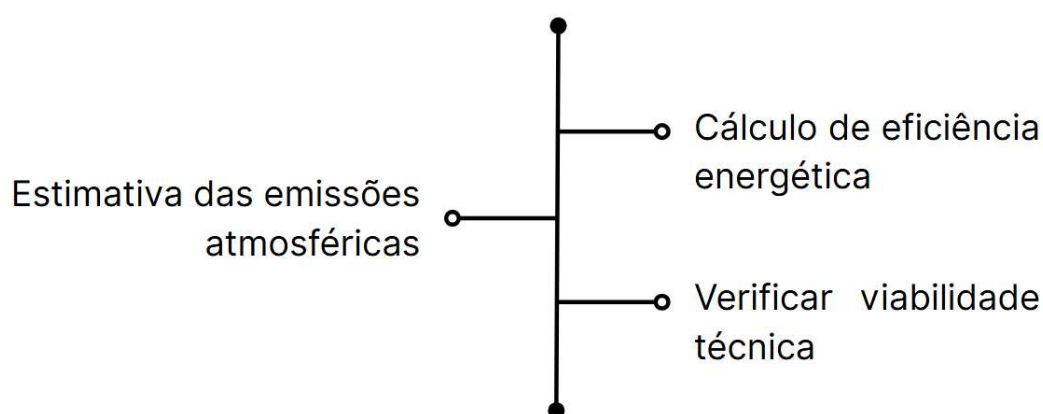 Cálculo de eficiência
energética
Estimativa das emissões
atmosféricas
Verificar viabilidade
técnica